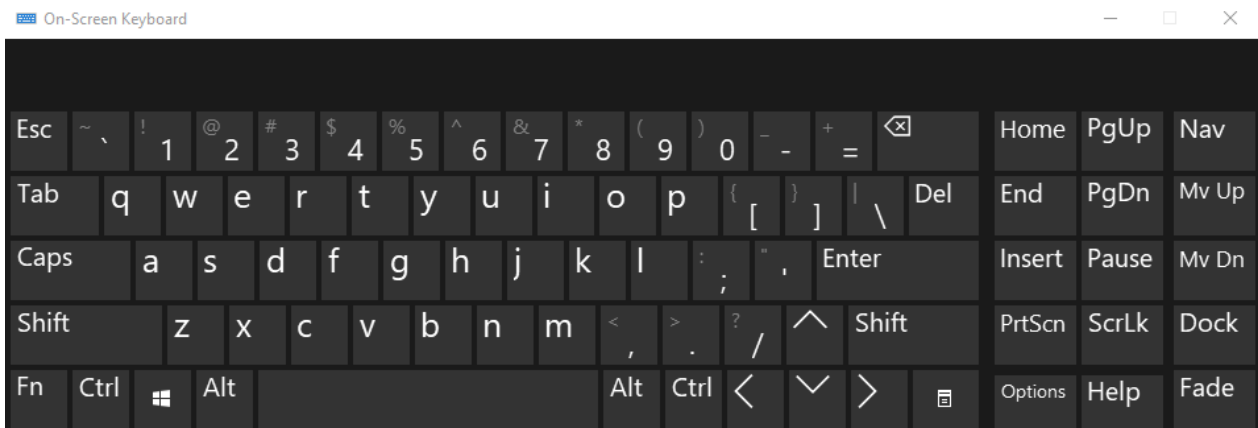 On-Screen Keyboard
Esc ~ ` ! 1 @ 2 # 3 $ 4 % 5 ^ 6 & 7 * 8 ( 9 ) 0 _ - + = Home PgUp Nav
Tab q w e r t y u i o p { [ } ] | \ Del End PgDn Mv Up
Caps a s d f g h j k l : ; " ' Enter Insert Pause Mv Dn
Shift z x c v b n m < , > . ? / Shift PrtScn ScrLk Dock
Fn Ctrl Alt Alt Ctrl Options Help Fade